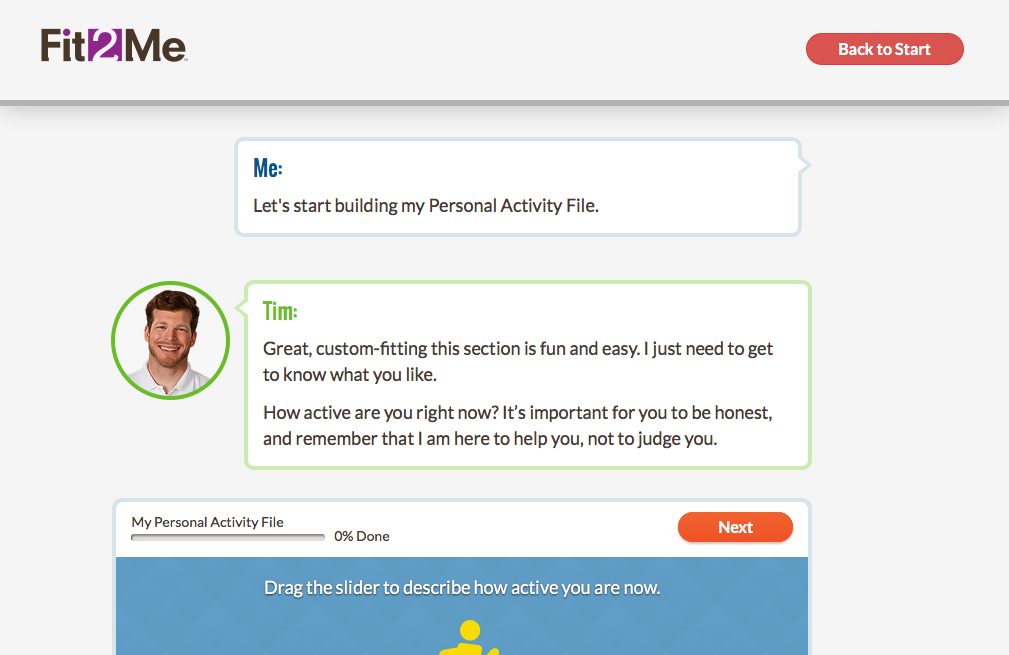 Fit2Me
Back to Start
Me:
Let's start building my Personal Activity File.
Tim:
Great, custom-fitting this section is fun and easy. I just need to get
to know what you like.
How active are you right now? It’s important for you to be honest,
and remember that I am here to help you, not to judge you.
My Personal Activity File
0% Done
Next
Drag the slider to describe how active you are now.